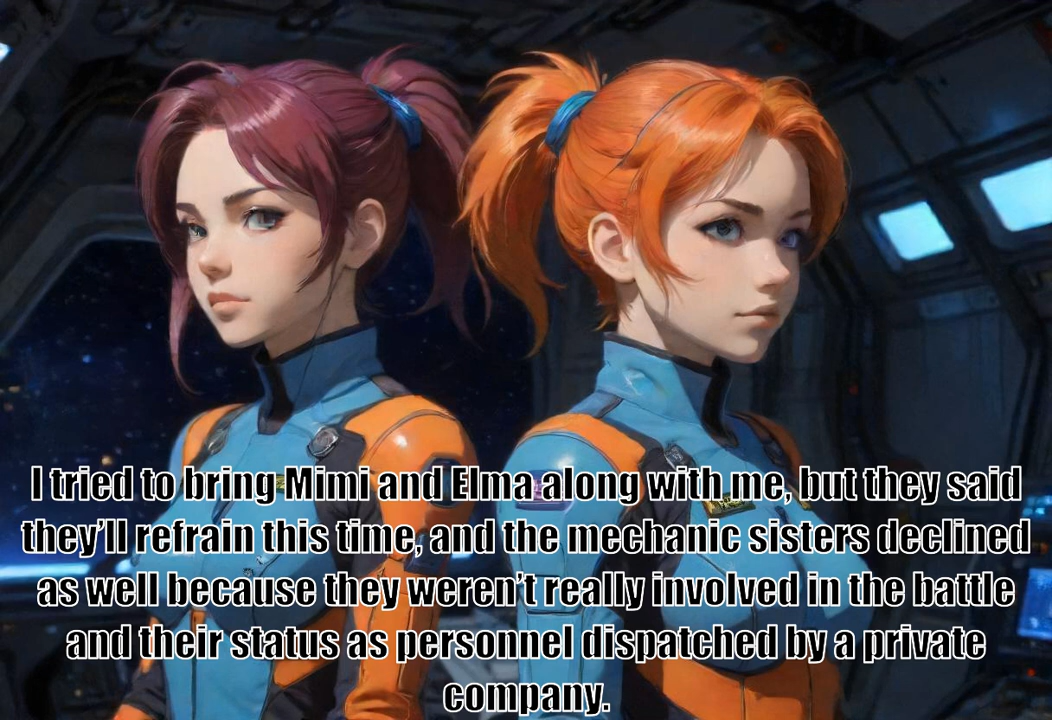 I tried to bring Mimi and Elma along with me, but they said
they’ll refrain this time, and the mechanic sisters declined
as well because they weren’t really involved in the battle
and their status as personnel dispatched by a private
company.